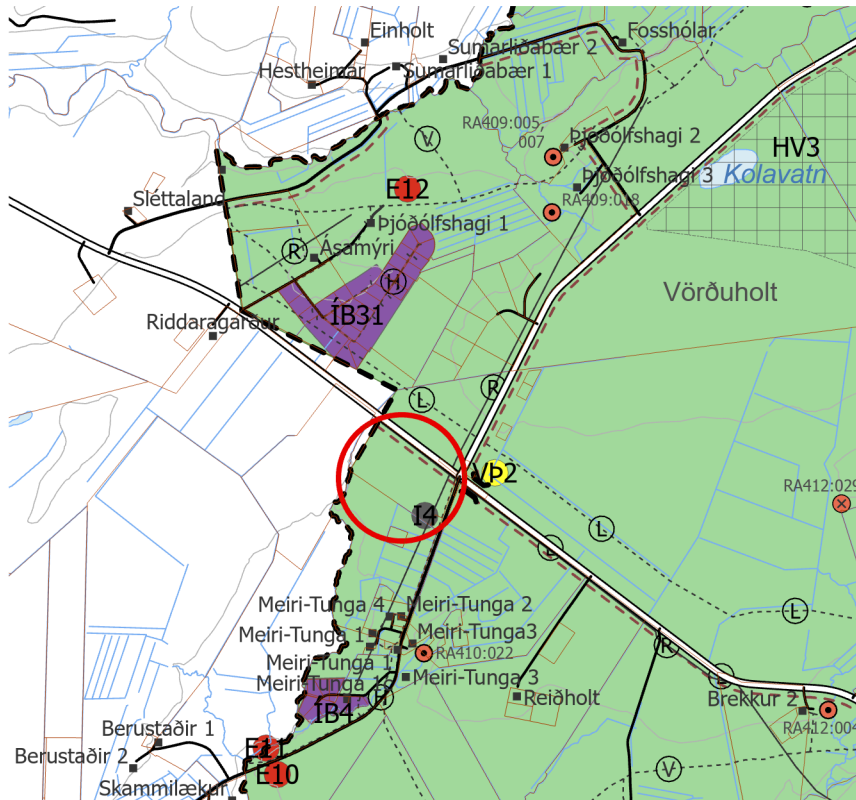 Einholt
Fosshólar
Sumarliðabær 2
Hestheimar
Sumarliðabær 1
RA409:005,
007
V
Þjóðólfshagi 2
HV3
Kolavatn
Þjóðólfshagi 3
E12
RA409:018
Sléttaland
Þjóðólfshagi 1
R
Ásamýri
H
Vörðuholt
ÍB31
Riddaragarður
R
L
VÞ2
RA412:029
I4
L
L
Meiri-Tunga 4
Meiri-Tunga 2
L
Meiri-Tunga 1
Meiri-Tunga3
R
Meiri-Tunga 1
RA410:022
L
Meiri-Tunga 3
Meiri-Tunga 1
H
Reiðholt
Brekkur 2
ÍB4
RA412:004
Berustaðir 1
E11
Berustaðir 2
E10
V
Skammilækur